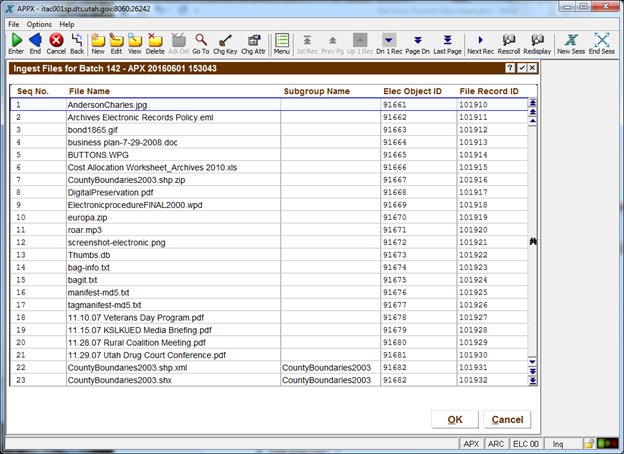 APPX - itac001sp.dts.utah.gov:8060:26242
File Options Help
Enter End Cancel Back New Edit View Delete Ack Del Go To Chg Key Chg Attr Menu 1st Rec Prev Pg Up 1 Rec Dn 1 Rec Page Dn Last Page Next Rec Rescroll Redisplay New Sess End Sess
Ingest Files for Batch 142 - APX 20160601 153043
Seq No. File Name Subgroup Name Elec Object ID File Record ID
1 AndersonCharles.jpg 91661 101910
2 Archives Electronic Records Policy.eml 91662 101911
3 bond1865.gif 91663 101912
4 business plan-7-29-2008.doc 91664 101913
5 BUTTONS.WPG 91665 101914
6 Cost Allocation Worksheet_Archives 2010.xls 91666 101915
7 CountyBoundaries2003.shp.zip 91667 101916
8 DigitalPreservation.pdf 91668 101917
9 ElectronicprocedureFINAL2000.wpd 91669 101918
10 europa.zip 91670 101919
11 roar.mp3 91671 101920
12 screenshot-electronic.png 91672 101921
13 Thumbs.db 91673 101922
14 bag-info.txt 91674 101923
15 bagit.txt 91675 101924
16 manifest-md5.txt 91676 101925
17 tagmanifest-md5.txt 91677 101926
18 11.10.07 Veterans Day Program.pdf 91678 101927
19 11.15.07 KSLKUED Media Briefing.pdf 91679 101928
20 11.28.07 Rural Coalition Meeting.pdf 91680 101929
21 11.29.07 Utah Drug Court Conference.pdf 91681 101930
22 CountyBoundaries2003.shp.xml CountyBoundaries2003 91682 101931
23 CountyBoundaries2003.shx CountyBoundaries2003 91682 101932
OK Cancel
APX ARC ELC 00 Inq